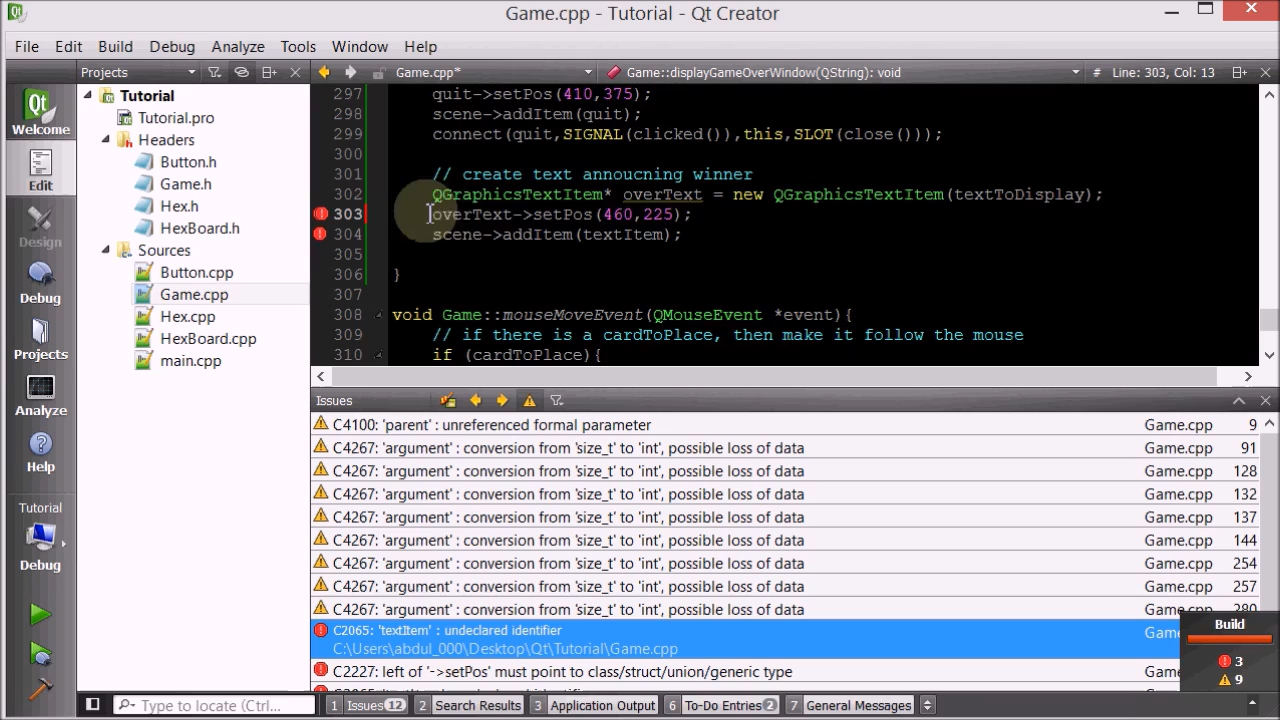 Game.cpp - Tutorial - Qt Creator
File Edit Build Debug Analyze Tools Window Help
Projects
Game.cpp*
Game::displayGameOverWindow(QString): void
# Line: 303, Col: 13
Welcome
Edit
Design
Debug
Projects
Analyze
Help
Tutorial
Debug
Tutorial
Tutorial.pro
Headers
Button.h
Game.h
Hex.h
HexBoard.h
Sources
Button.cpp
Game.cpp
Hex.cpp
HexBoard.cpp
main.cpp
297 quit->setPos(410,375);
298 scene->addItem(quit);
299 connect(quit,SIGNAL(clicked()),this,SLOT(close()));
300
301 // create text annoucning winner
302 QGraphicsTextItem* overText = new QGraphicsTextItem(textToDisplay);
303 overText->setPos(460,225);
304 scene->addItem(textItem);
305
306 }
307
308 void Game::mouseMoveEvent(QMouseEvent *event){
309 // if there is a cardToPlace, then make it follow the mouse
310 if (cardToPlace){
Issues
C4100: 'parent' : unreferenced formal parameter Game.cpp 9
C4267: 'argument' : conversion from 'size_t' to 'int', possible loss of data Game.cpp 91
C4267: 'argument' : conversion from 'size_t' to 'int', possible loss of data Game.cpp 128
C4267: 'argument' : conversion from 'size_t' to 'int', possible loss of data Game.cpp 132
C4267: 'argument' : conversion from 'size_t' to 'int', possible loss of data Game.cpp 137
C4267: 'argument' : conversion from 'size_t' to 'int', possible loss of data Game.cpp 144
C4267: 'argument' : conversion from 'size_t' to 'int', possible loss of data Game.cpp 254
C4267: 'argument' : conversion from 'size_t' to 'int', possible loss of data Game.cpp 257
C4267: 'argument' : conversion from 'size_t' to 'int', possible loss of data Game.cpp 280
C2065: 'textItem' : undeclared identifier Game
C:\Users\abdul_000\Desktop\Qt\Tutorial\Game.cpp
C2227: left of '->setPos' must point to class/struct/union/generic type
Build
3
9
Type to locate (Ctrl...
1 Issues 12
2 Search Results
3 Application Output
6 To-Do Entries 2
7 General Messages